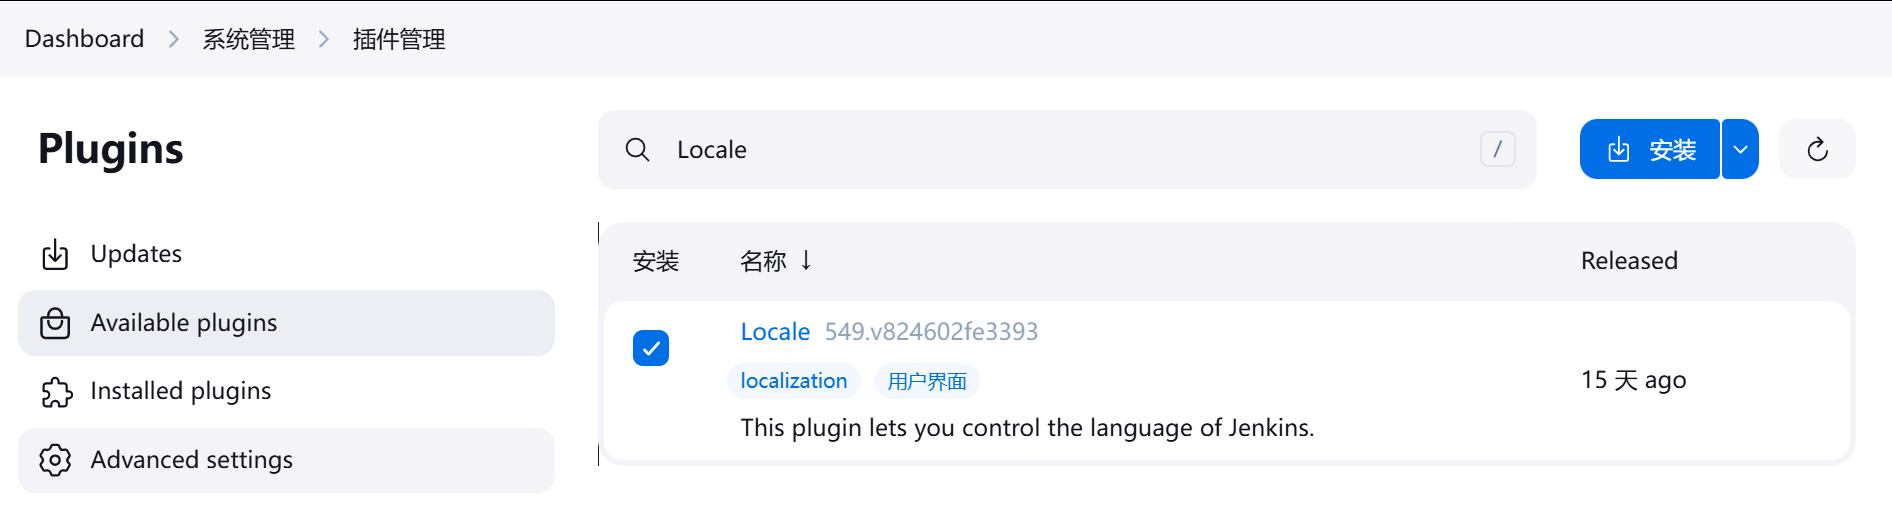 Dashboard > 系统管理 > 插件管理
Plugins
Updates
Available plugins
Installed plugins
Advanced settings
Locale /
安装
安装 名称 ↓ Released
Locale 549.v824602fe3393
localization 用户界面
This plugin lets you control the language of Jenkins.
15 天 ago